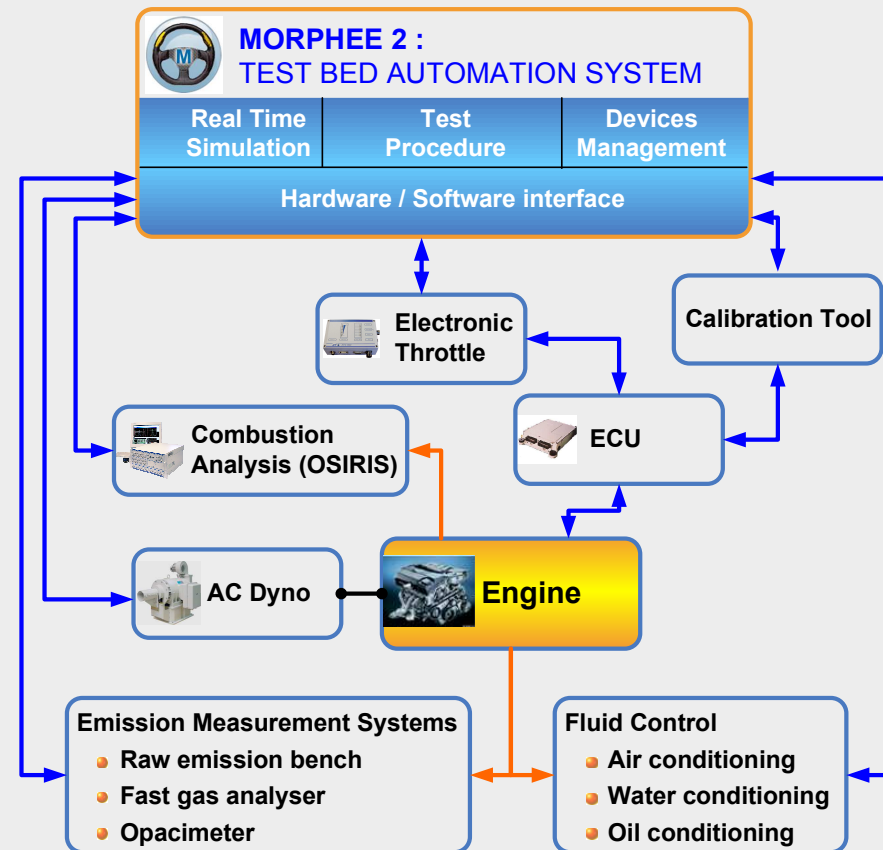 M
MORPHEE 2 :
TEST BED AUTOMATION SYSTEM
Real Time
Simulation
Test
Procedure
Devices
Management
Hardware / Software interface
Electronic
Throttle
Calibration Tool
Combustion
Analysis (OSIRIS)
ECU
AC Dyno
Engine
Emission Measurement Systems
Raw emission bench
Fast gas analyser
Opacimeter
Fluid Control
Air conditioning
Water conditioning
Oil conditioning